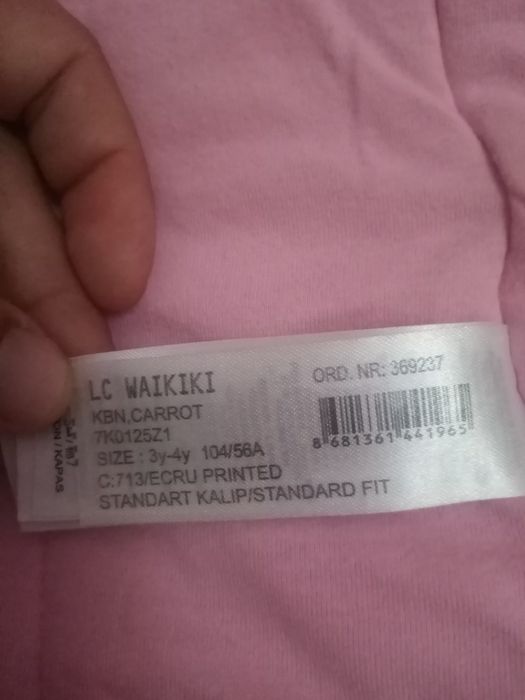 LC WAIKIKI
ORD. NR: 369237
KBN,CARROT
7K0125Z1
SIZE : 3y-4y 104/56A
C:713/ECRU PRINTED
STANDART KALIP/STANDARD FIT
8 681361 441965
/ KAPAS